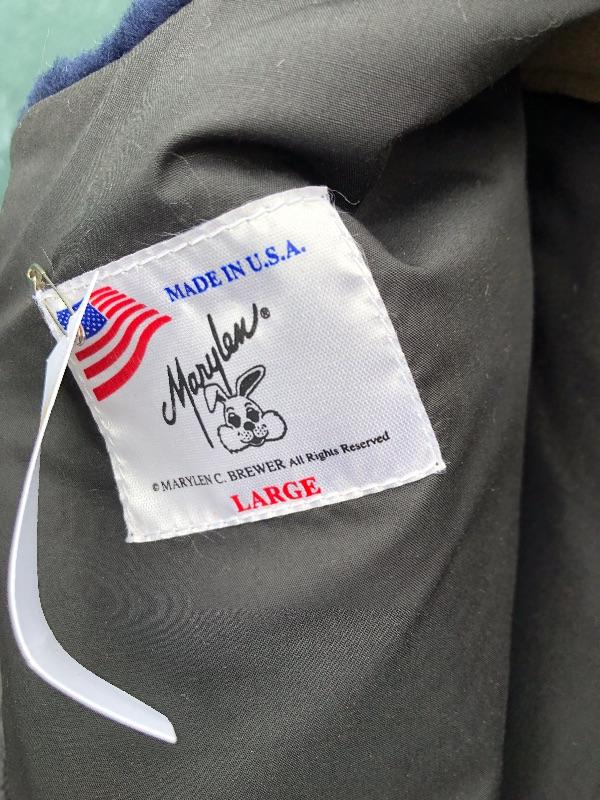 MADE IN U.S.A.
Marylen®
© MARYLEN C. BREWER All Rights Reserved
LARGE